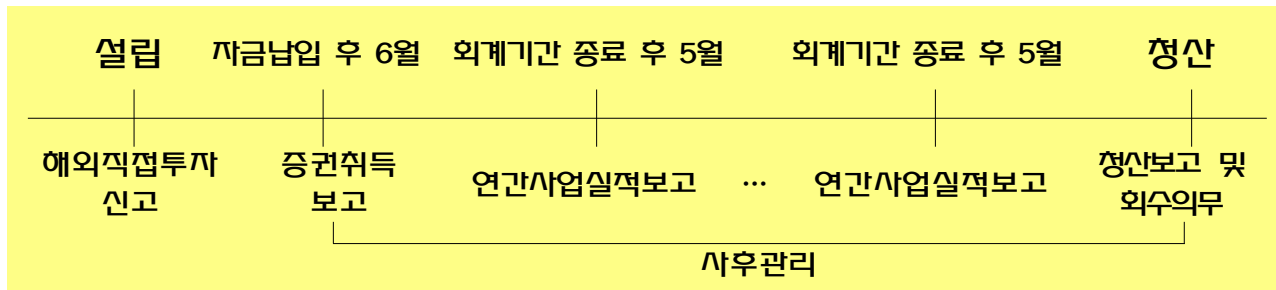 설립 자금납입 후 6월 회계기간 종료 후 5월 회계기간 종료 후 5월 청산
해외직접투자
신고
증권취득
보고
연간사업실적보고 … 연간사업실적보고
청산보고 및
회수의무
사후관리